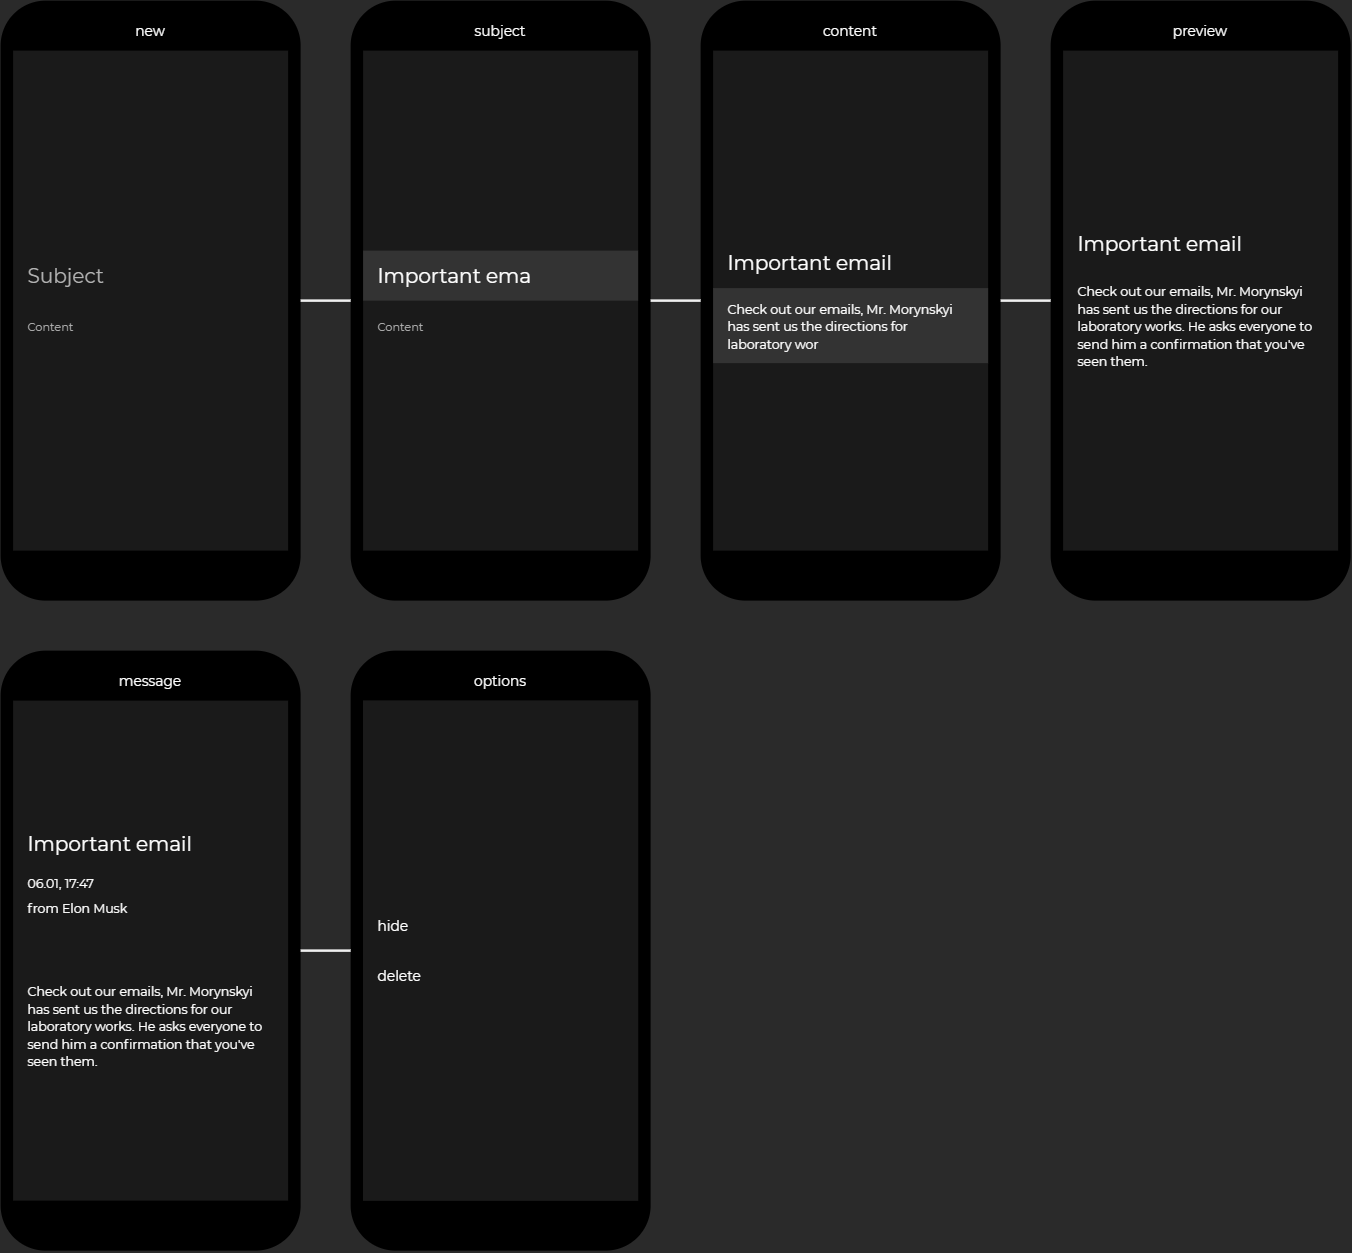 new
Subject
Content
subject
Important ema
Content
content
Important email
Check out our emails, Mr. Morynskyi
has sent us the directions for
laboratory wor
preview
Important email
Check out our emails, Mr. Morynskyi
has sent us the directions for our
laboratory works. He asks everyone to
send him a confirmation that you've
seen them.
message
Important email
06.01, 17:47
from Elon Musk
Check out our emails, Mr. Morynskyi
has sent us the directions for our
laboratory works. He asks everyone to
send him a confirmation that you've
seen them.
options
hide
delete